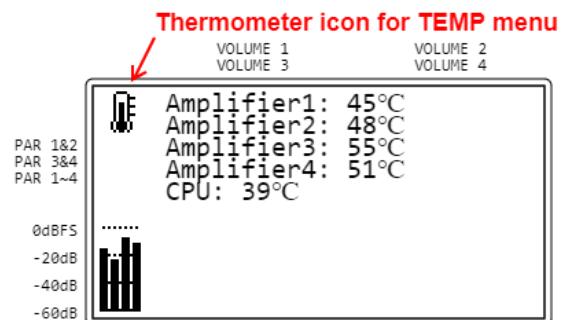 Thermometer icon for TEMP menu
VOLUME 1 VOLUME 2
VOLUME 3 VOLUME 4
Amplifier1: 45℃
Amplifier2: 48℃
Amplifier3: 55℃
Amplifier4: 51℃
CPU: 39℃
PAR 1&2
PAR 3&4
PAR 1~4
0dBFS
-20dB
-40dB
-60dB